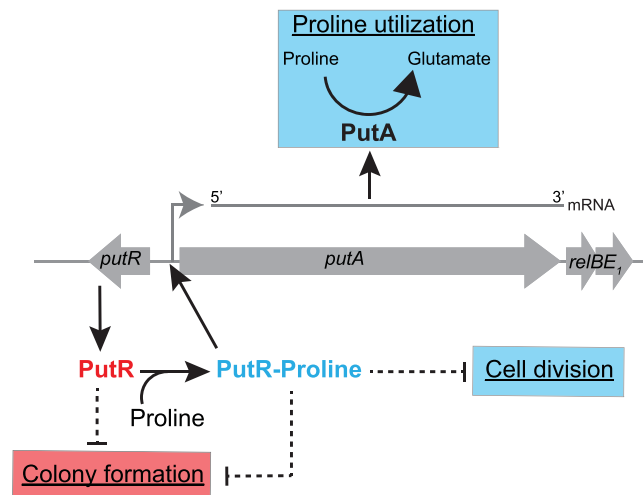 Proline utilization
Proline
Glutamate
PutA
5’
3’
mRNA
putR
putA
relBE1
PutR
PutR-Proline
Cell division
Proline
Colony formation